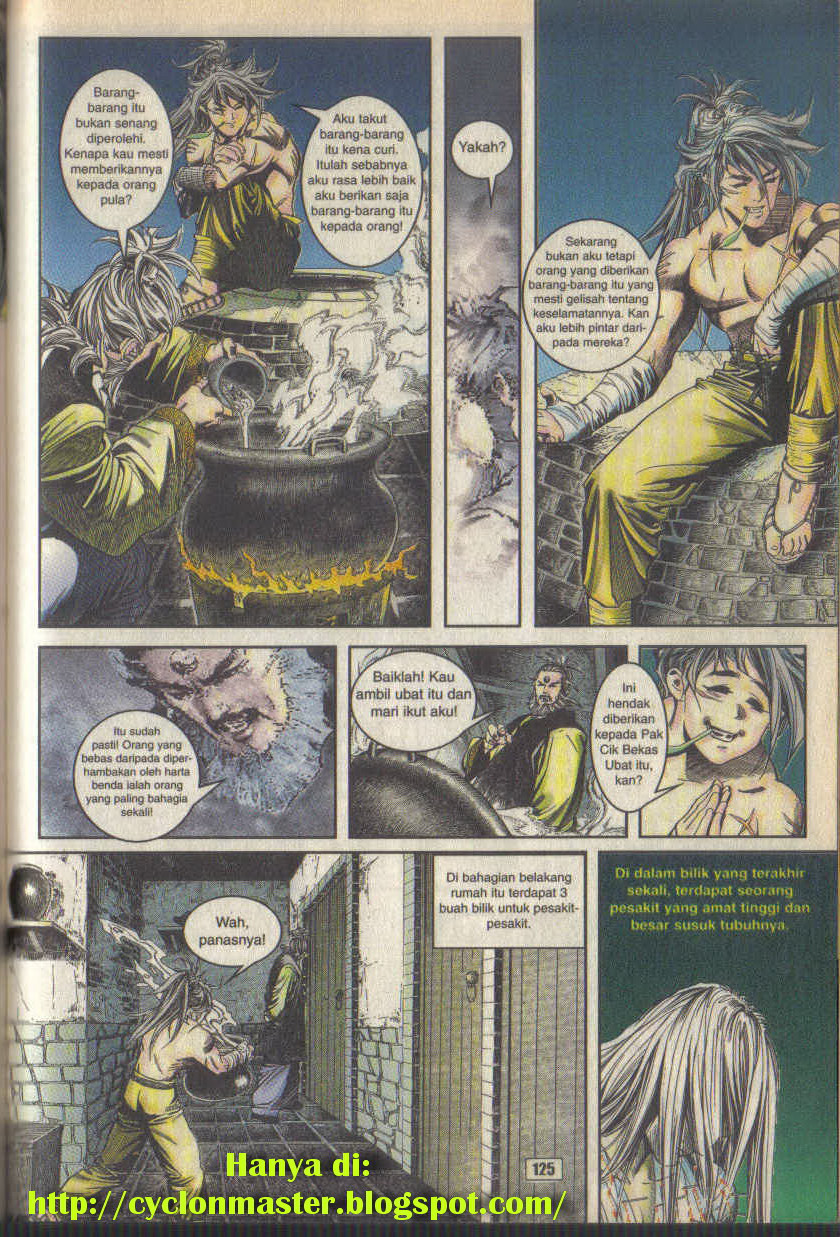 Barang-
barang itu
bukan senang
diperolehi.
Kenapa kau mesti
memberikannya
kepada orang
pula?
Aku takut
barang-barang
itu kena curi.
Itulah sebabnya
aku rasa lebih baik
aku berikan saja
barang-barang itu
kepada orang!
Yakah?
Sekarang
bukan aku tetapi
orang yang diberikan
barang-barang itu yang
mesti gelisah tentang
keselamatannya. Kan
aku lebih pintar dari-
pada mereka?
Itu sudah
pasti! Orang yang
bebas daripada diper-
hambakan oleh harta
benda ialah orang
yang paling bahagia
sekali!
Baiklah! Kau
ambil ubat itu dan
mari ikut aku!
Ini
hendak
diberikan
kepada Pak
Cik Bekas
Ubat itu,
kan?
Wah,
panasnya!
Di bahagian belakang
rumah itu terdapat 3
buah bilik untuk pesakit-
pesakit.
Di dalam bilik yang terakhir
sekali, terdapat seorang
pesakit yang amat tinggi dan
besar susuk tubuhnya.
125
Hanya di:
http://cyclonmaster.blogspot.com/